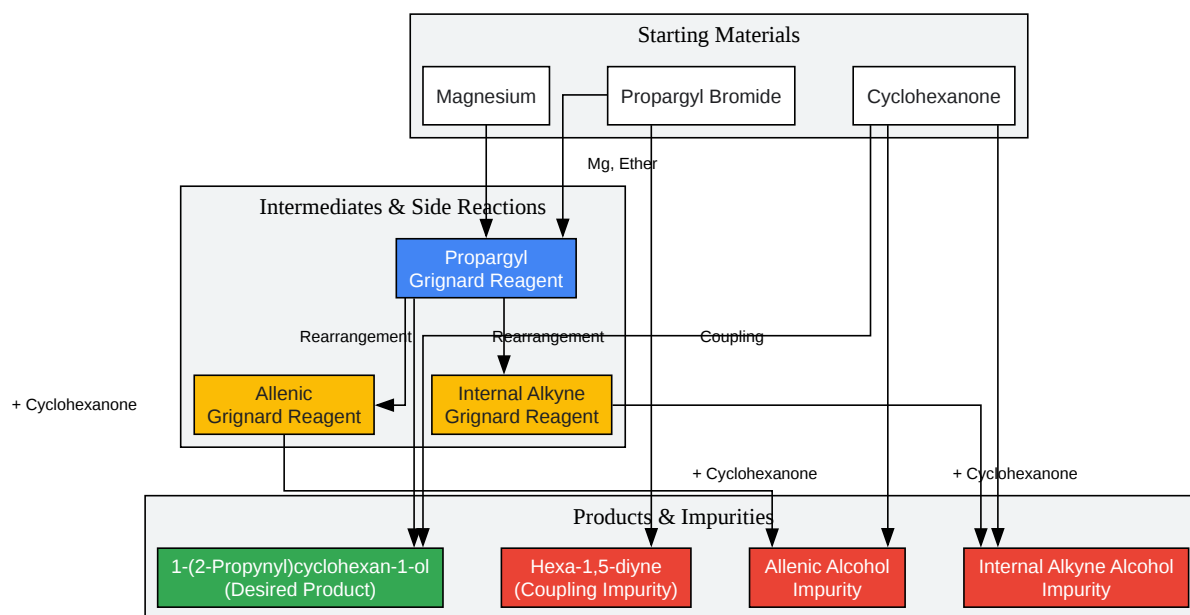 Starting Materials
Magnesium
Propargyl Bromide
Cyclohexanone
Mg, Ether
Intermediates & Side Reactions
Propargyl
Grignard Reagent
Rearrangement
Rearrangement
Coupling
Allenic
Grignard Reagent
Internal Alkyne
Grignard Reagent
+ Cyclohexanone
+ Cyclohexanone
+ Cyclohexanone
Products & Impurities
1-(2-Propynyl)cyclohexan-1-ol
(Desired Product)
Hexa-1,5-diyne
(Coupling Impurity)
Allenic Alcohol
Impurity
Internal Alkyne Alcohol
Impurity